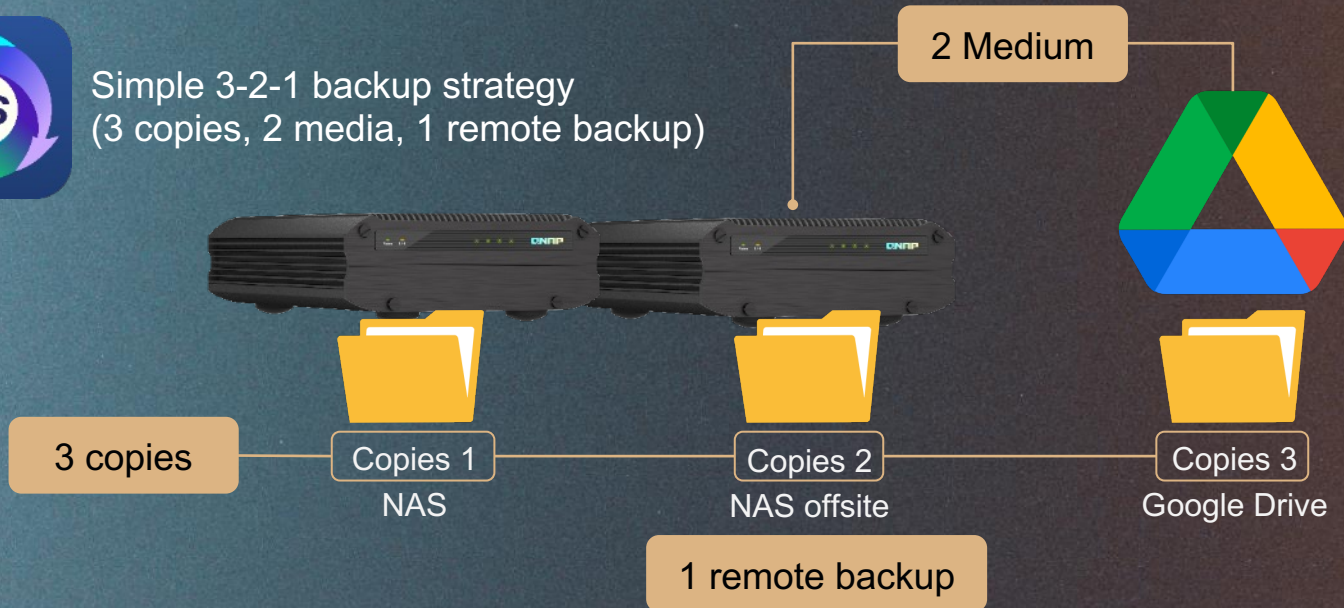 2 Medium
Simple 3-2-1 backup strategy
(3 copies, 2 media, 1 remote backup)
QNAP
QNAP
3 copies
Copies 1
Copies 2
Copies 3
NAS
NAS offsite
Google Drive
1 remote backup